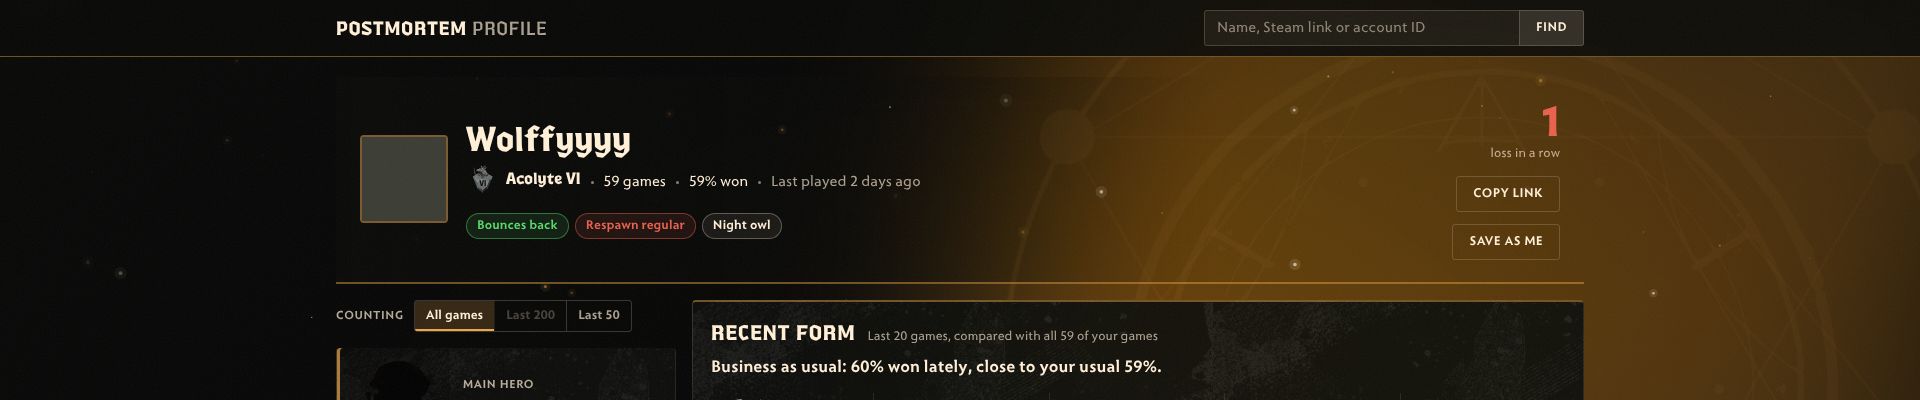 POSTMORTEM PROFILE
Name, Steam link or account ID
FIND
Wolffyyyy
VI Acolyte VI · 59 games · 59% won · Last played 2 days ago
Bounces back Respawn regular Night owl
1
loss in a row
COPY LINK
SAVE AS ME
COUNTING All games Last 200 Last 50
MAIN HERO
RECENT FORM Last 20 games, compared with all 59 of your games
Business as usual: 60% won lately, close to your usual 59%.